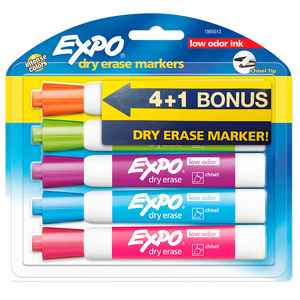 1965013
intense colors
EXPO
low odor ink
dry erase markers
Chisel Tip
4+1 BONUS
DRY ERASE MARKER!
EXPO
low odor
dry erase
chisel
EXPO
low odor
dry erase
chisel
EXPO
low odor
dry erase
chisel